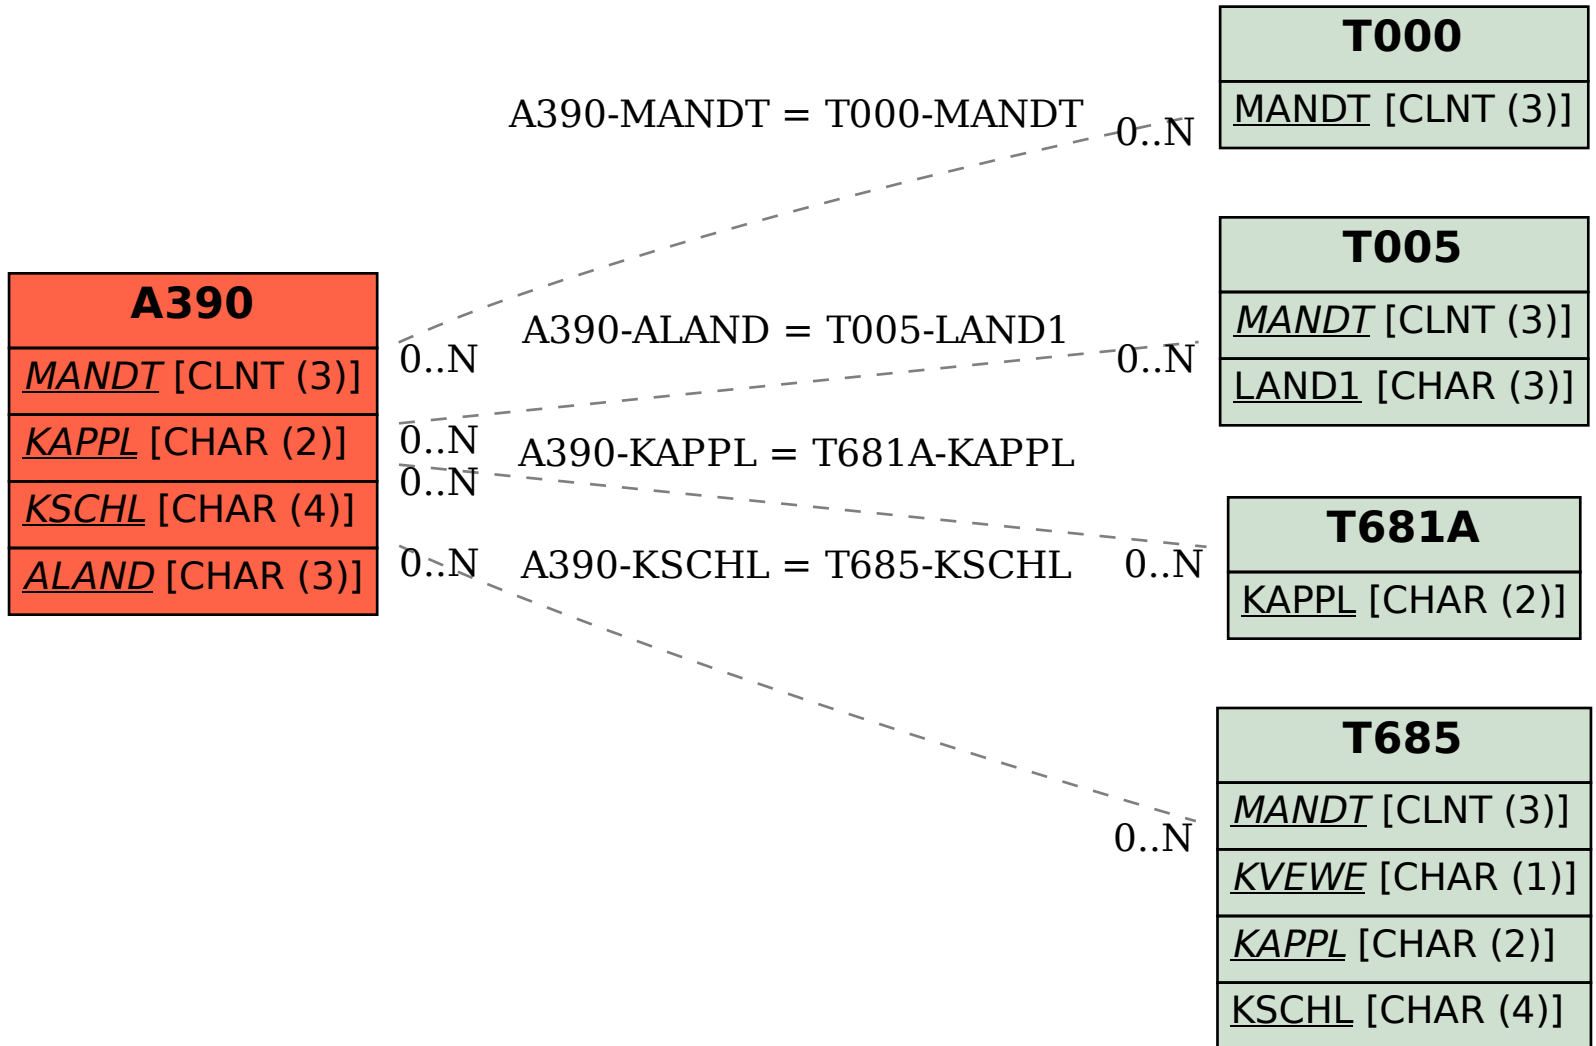 A390
MANDT [CLNT (3)]
KAPPL [CHAR (2)]
KSCHL [CHAR (4)]
ALAND [CHAR (3)]
A390-MANDT = T000-MANDT
0..N
0..N
A390-ALAND = T005-LAND1
0..N
0..N
A390-KAPPL = T681A-KAPPL
0..N
0..N
A390-KSCHL = T685-KSCHL
0..N
0..N
T000
MANDT [CLNT (3)]
T005
MANDT [CLNT (3)]
LAND1 [CHAR (3)]
T681A
KAPPL [CHAR (2)]
T685
MANDT [CLNT (3)]
KVEWE [CHAR (1)]
KAPPL [CHAR (2)]
KSCHL [CHAR (4)]